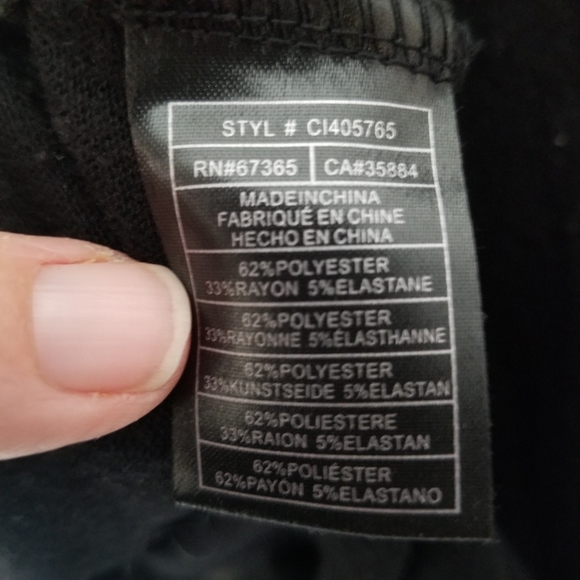 STYL # CI405765
RN#67365 CA#35884
MADEINCHINA
FABRIQUÉ EN CHINE
HECHO EN CHINA
62%POLYESTER
33%RAYON 5%ELASTANE
62%POLYESTER
33%RAYONNE 5%ÉLASTHANNE
62%POLYESTER
33%KUNSTSEIDE 5%ELASTAN
62%POLIESTERE
33%RAION 5%ELASTAN
62%POLIÉSTER
62%PAYÓN 5%ELASTANO